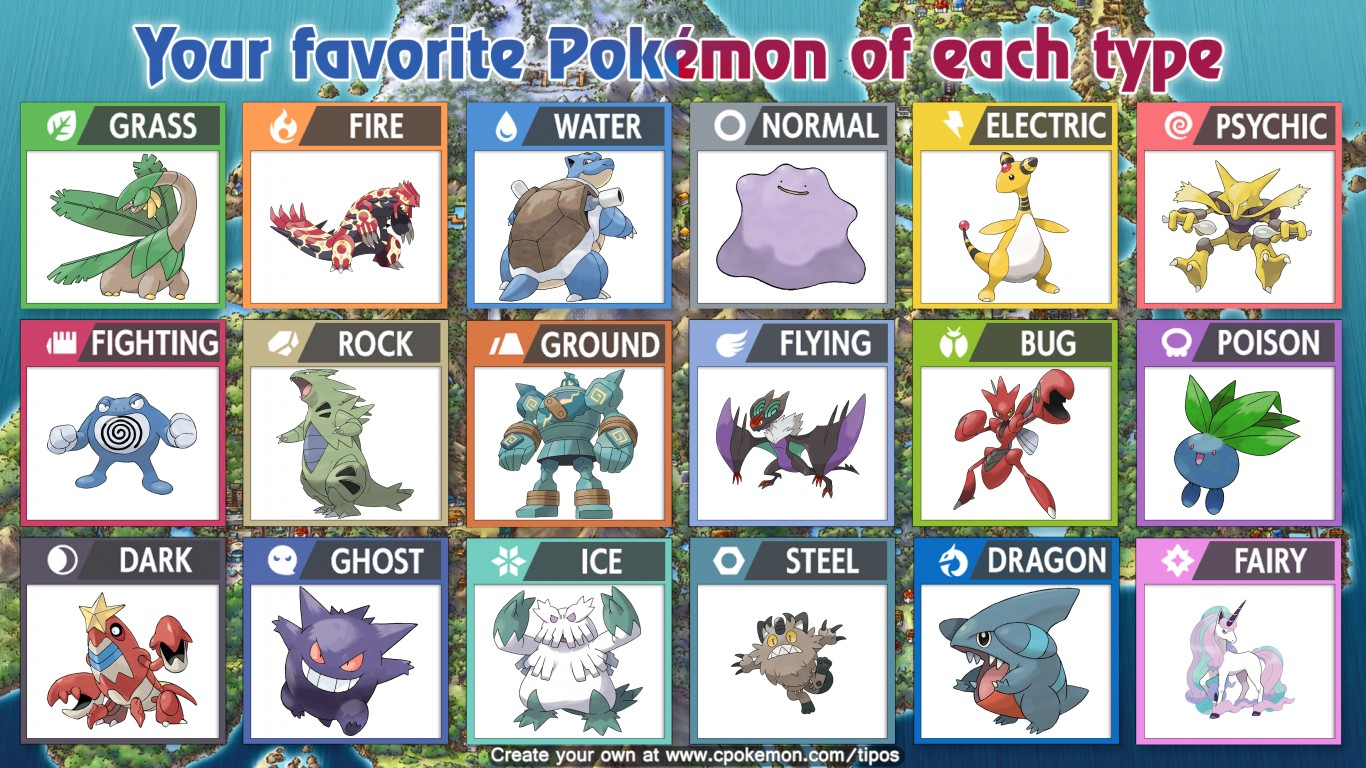 Your favorite Pokémon of each type
GRASS
FIRE
WATER
NORMAL
ELECTRIC
PSYCHIC
FIGHTING
ROCK
GROUND
FLYING
BUG
POISON
DARK
GHOST
ICE
STEEL
DRAGON
FAIRY
Create your own at www.cpokemon.com/tipos